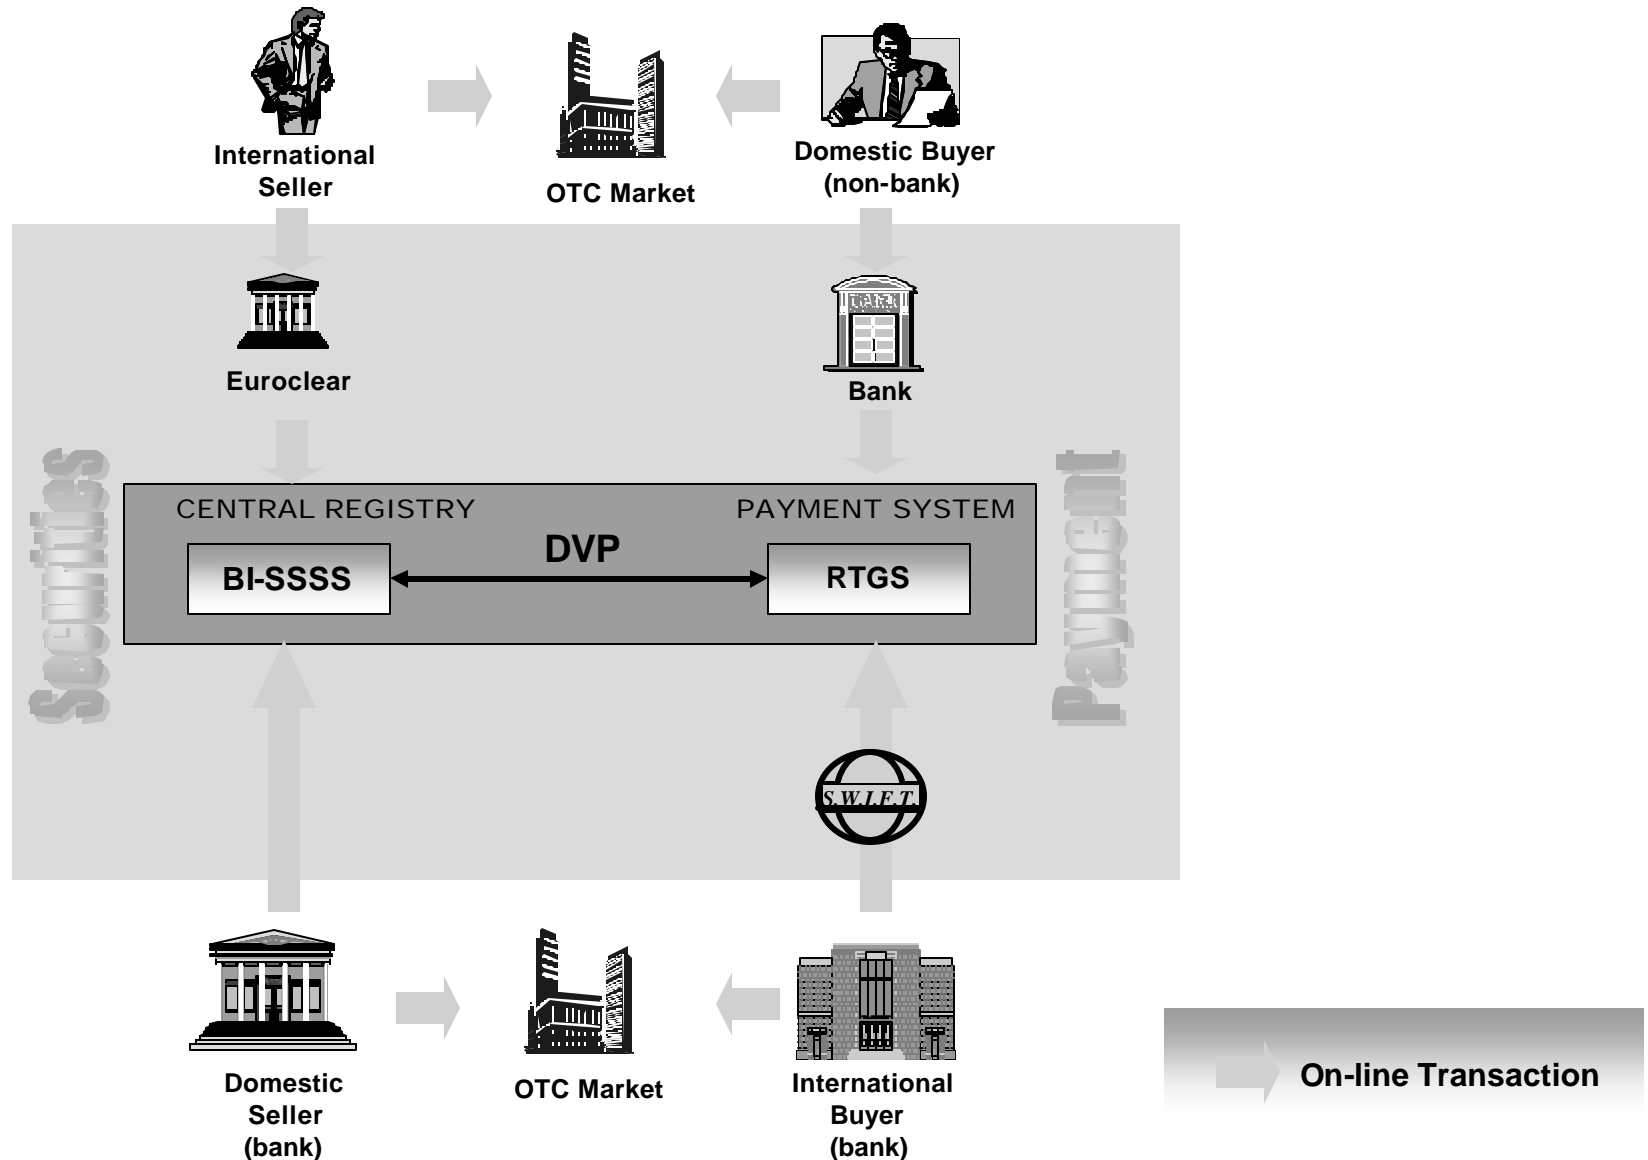 International
Seller
OTC Market
Domestic Buyer
(non-bank)
Euroclear
Bank
Securities
Payment
CENTRAL REGISTRY
PAYMENT SYSTEM
DVP
BI-SSSS
RTGS
S.W.I.F.T.
Domestic
Seller
(bank)
OTC Market
International
Buyer
(bank)
On-line Transaction